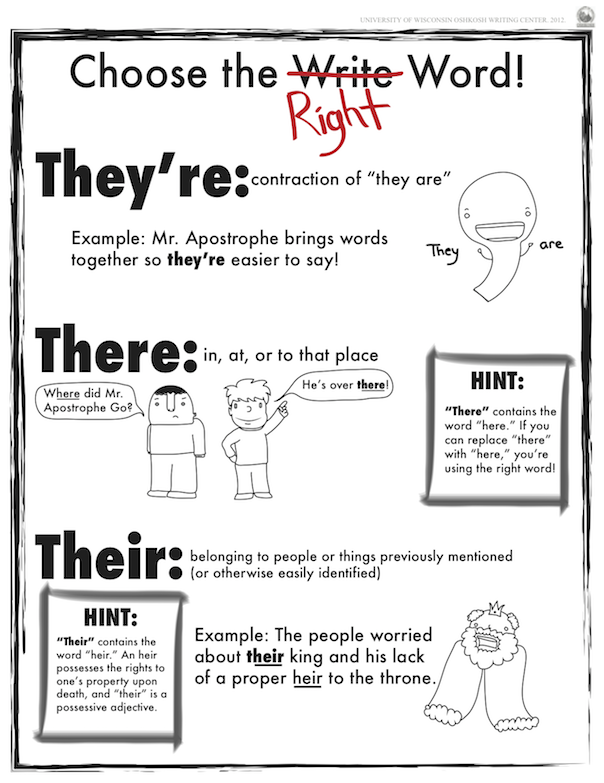 UNIVERSITY OF WISCONSIN OSHKOSH WRITING CENTER. 2012.
Choose the Write Word!
Right
They're: contraction of "they are"
Example: Mr. Apostrophe brings words
together so they're easier to say!
They are
There: in, at, or to that place
Where did Mr.
Apostrophe Go?
He's over there!
HINT:
"There" contains the
word "here." If you
can replace "there"
with "here," you're
using the right word!
Their: belonging to people or things previously mentioned
(or otherwise easily identified)
HINT:
"Their" contains the
word "heir." An heir
possesses the rights to
one's property upon
death, and "their" is a
possessive adjective.
Example: The people worried
about their king and his lack
of a proper heir to the throne.